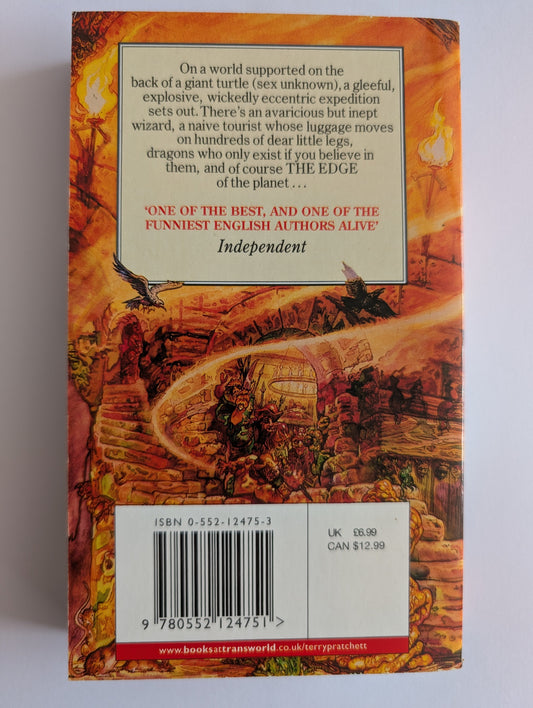 On a world supported on the
back of a giant turtle (sex unknown), a gleeful,
explosive, wickedly eccentric expedition
sets out. There's an avaricious but inept
wizard, a naive tourist whose luggage moves
on hundreds of dear little legs,
dragons who only exist if you believe in
them, and of course THE EDGE
of the planet . . .
'ONE OF THE BEST, AND ONE OF THE
FUNNIEST ENGLISH AUTHORS ALIVE'
Independent
ISBN 0-552-12475-3
UK £6.99
CAN $12.99
9 780552 124751 >
www.booksattransworld.co.uk/terrypratchett